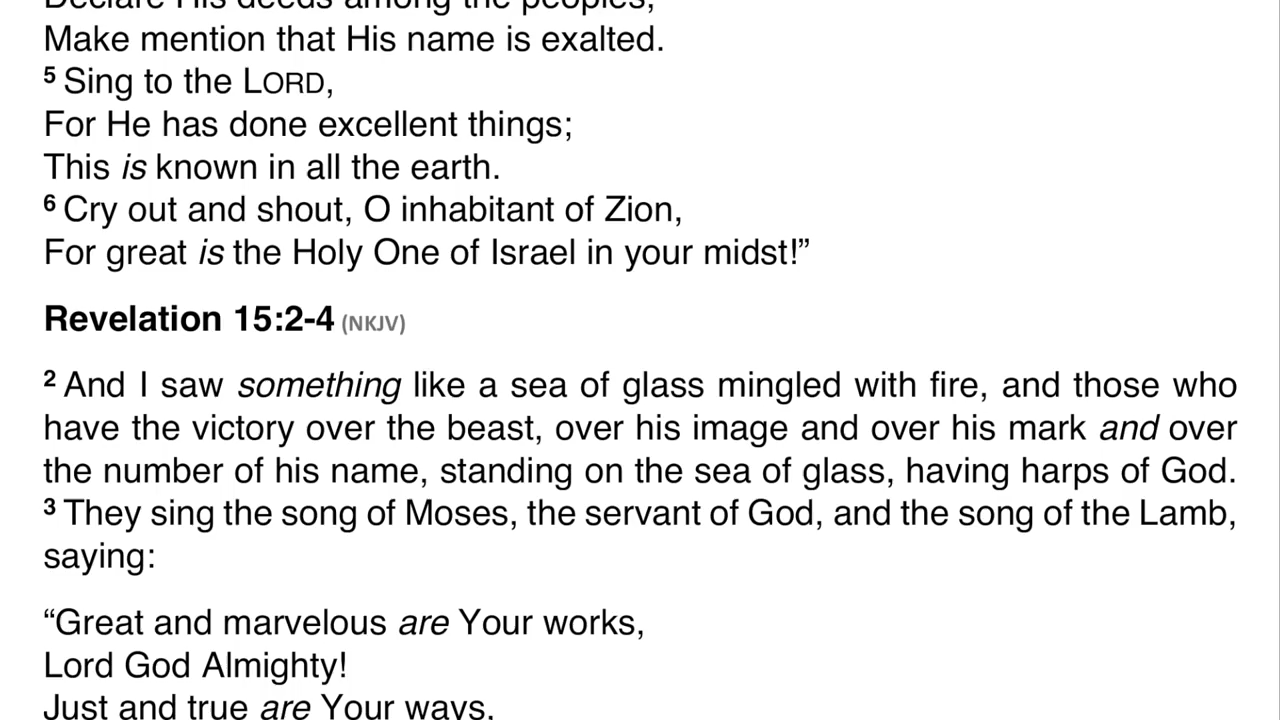 Declare His deeds among the peoples,
Make mention that His name is exalted.
5 Sing to the LORD,
For He has done excellent things;
This is known in all the earth.
6 Cry out and shout, O inhabitant of Zion,
For great is the Holy One of Israel in your midst!”
Revelation 15:2-4 (NKJV)
2 And I saw something like a sea of glass mingled with fire, and those who
have the victory over the beast, over his image and over his mark and over
the number of his name, standing on the sea of glass, having harps of God.
3 They sing the song of Moses, the servant of God, and the song of the Lamb,
saying:
“Great and marvelous are Your works,
Lord God Almighty!
Just and true are Your ways,